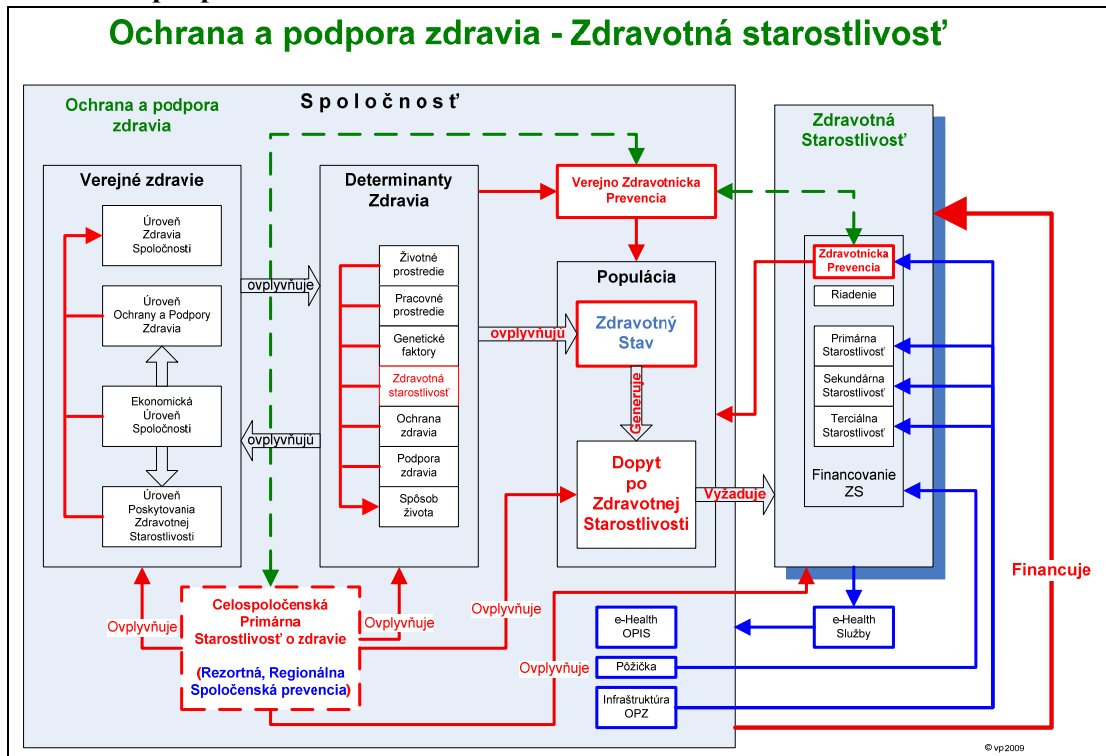 Ochrana a podpora zdravia - Zdravotná starostlivosť
Spoločnosť
Ochrana a podpora
zdravia
Verejné zdravie
Úroveň
Zdravia
Spoločnosti
Úroveň
Ochrany a Podpory
Zdravia
Ekonomická
Úroveň
Spoločnosti
Úroveň
Poskytovania
Zdravotnej
Starostlivosti
ovplyvňuje
ovplyvňujú
Determinanty
Zdravia
Životné
prostredie
Pracovné
prostredie
Genetické
faktory
Zdravotná
starostlivosť
Ochrana
zdravia
Podpora
zdravia
Spôsob
života
Verejno Zdravotnícka
Prevencia
ovplyvňujú
Populácia
Zdravotný
Stav
Generuje
Dopyt
po
Zdravotnej
Starostlivosti
Vyžaduje
Zdravotná
Starostlivosť
Zdravotnícka
Prevencia
Riadenie
Primárna
Starostlivosť
Sekundárna
Starostlivosť
Terciálna
Starostlivosť
Financovanie
ZS
Financuje
Ovplyvňuje
Celospoločenská
Primárna
Starostlivosť o zdravie
(Rezortná, Regionálna
Spoločenská prevencia)
Ovplyvňuje
Ovplyvňuje
Ovplyvňuje
e-Health
OPIS
Pôžička
Infraštruktúra
OPZ
e-Health
Služby
© vp2009